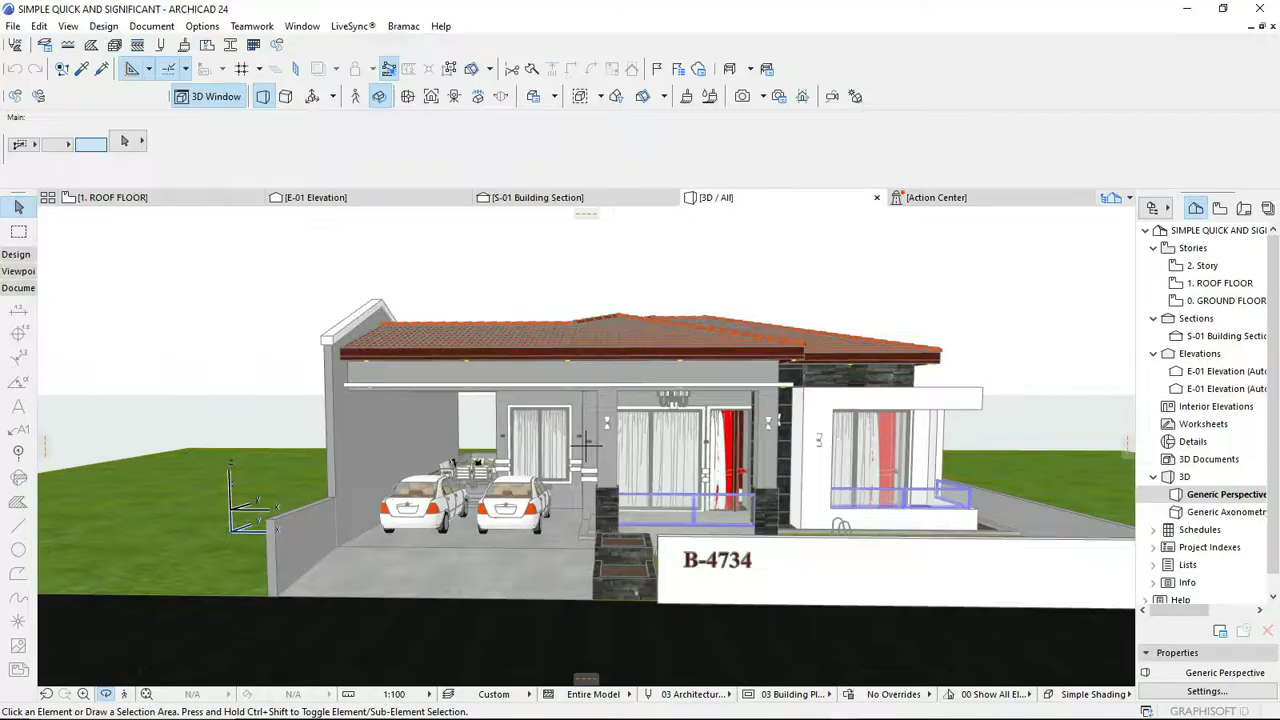 SIMPLE QUICK AND SIGNIFICANT - ARCHICAD 24
File Edit View Design Document Options Teamwork Window LiveSync® Bramac Help
3D Window
Main:
[1. ROOF FLOOR] [E-01 Elevation] [S-01 Building Section] [3D / All] [Action Center]
Design
Viewpoi
Docume
A
A1
SIMPLE QUICK AND SIGI
Stories
2. Story
1. ROOF FLOOR
0. GROUND FLOOR
Sections
S-01 Building Sectic
Elevations
E-01 Elevation (Aut
E-01 Elevation (Aut
Interior Elevations
Worksheets
Details
3D Documents
3D
Generic Perspective
Generic Axonometr
Schedules
Project Indexes
Lists
Info
Help
B-4734
Properties
Generic Perspective
Settings...
N/A N/A 1:100 Custom Entire Model 03 Architectur... 03 Building Pl... No Overrides 00 Show All El... Simple Shading
Click an Element or Draw a Selection Area. Press and Hold Ctrl+Shift to Toggle Element/Sub-Element Selection.
GRAPHISOFT ID